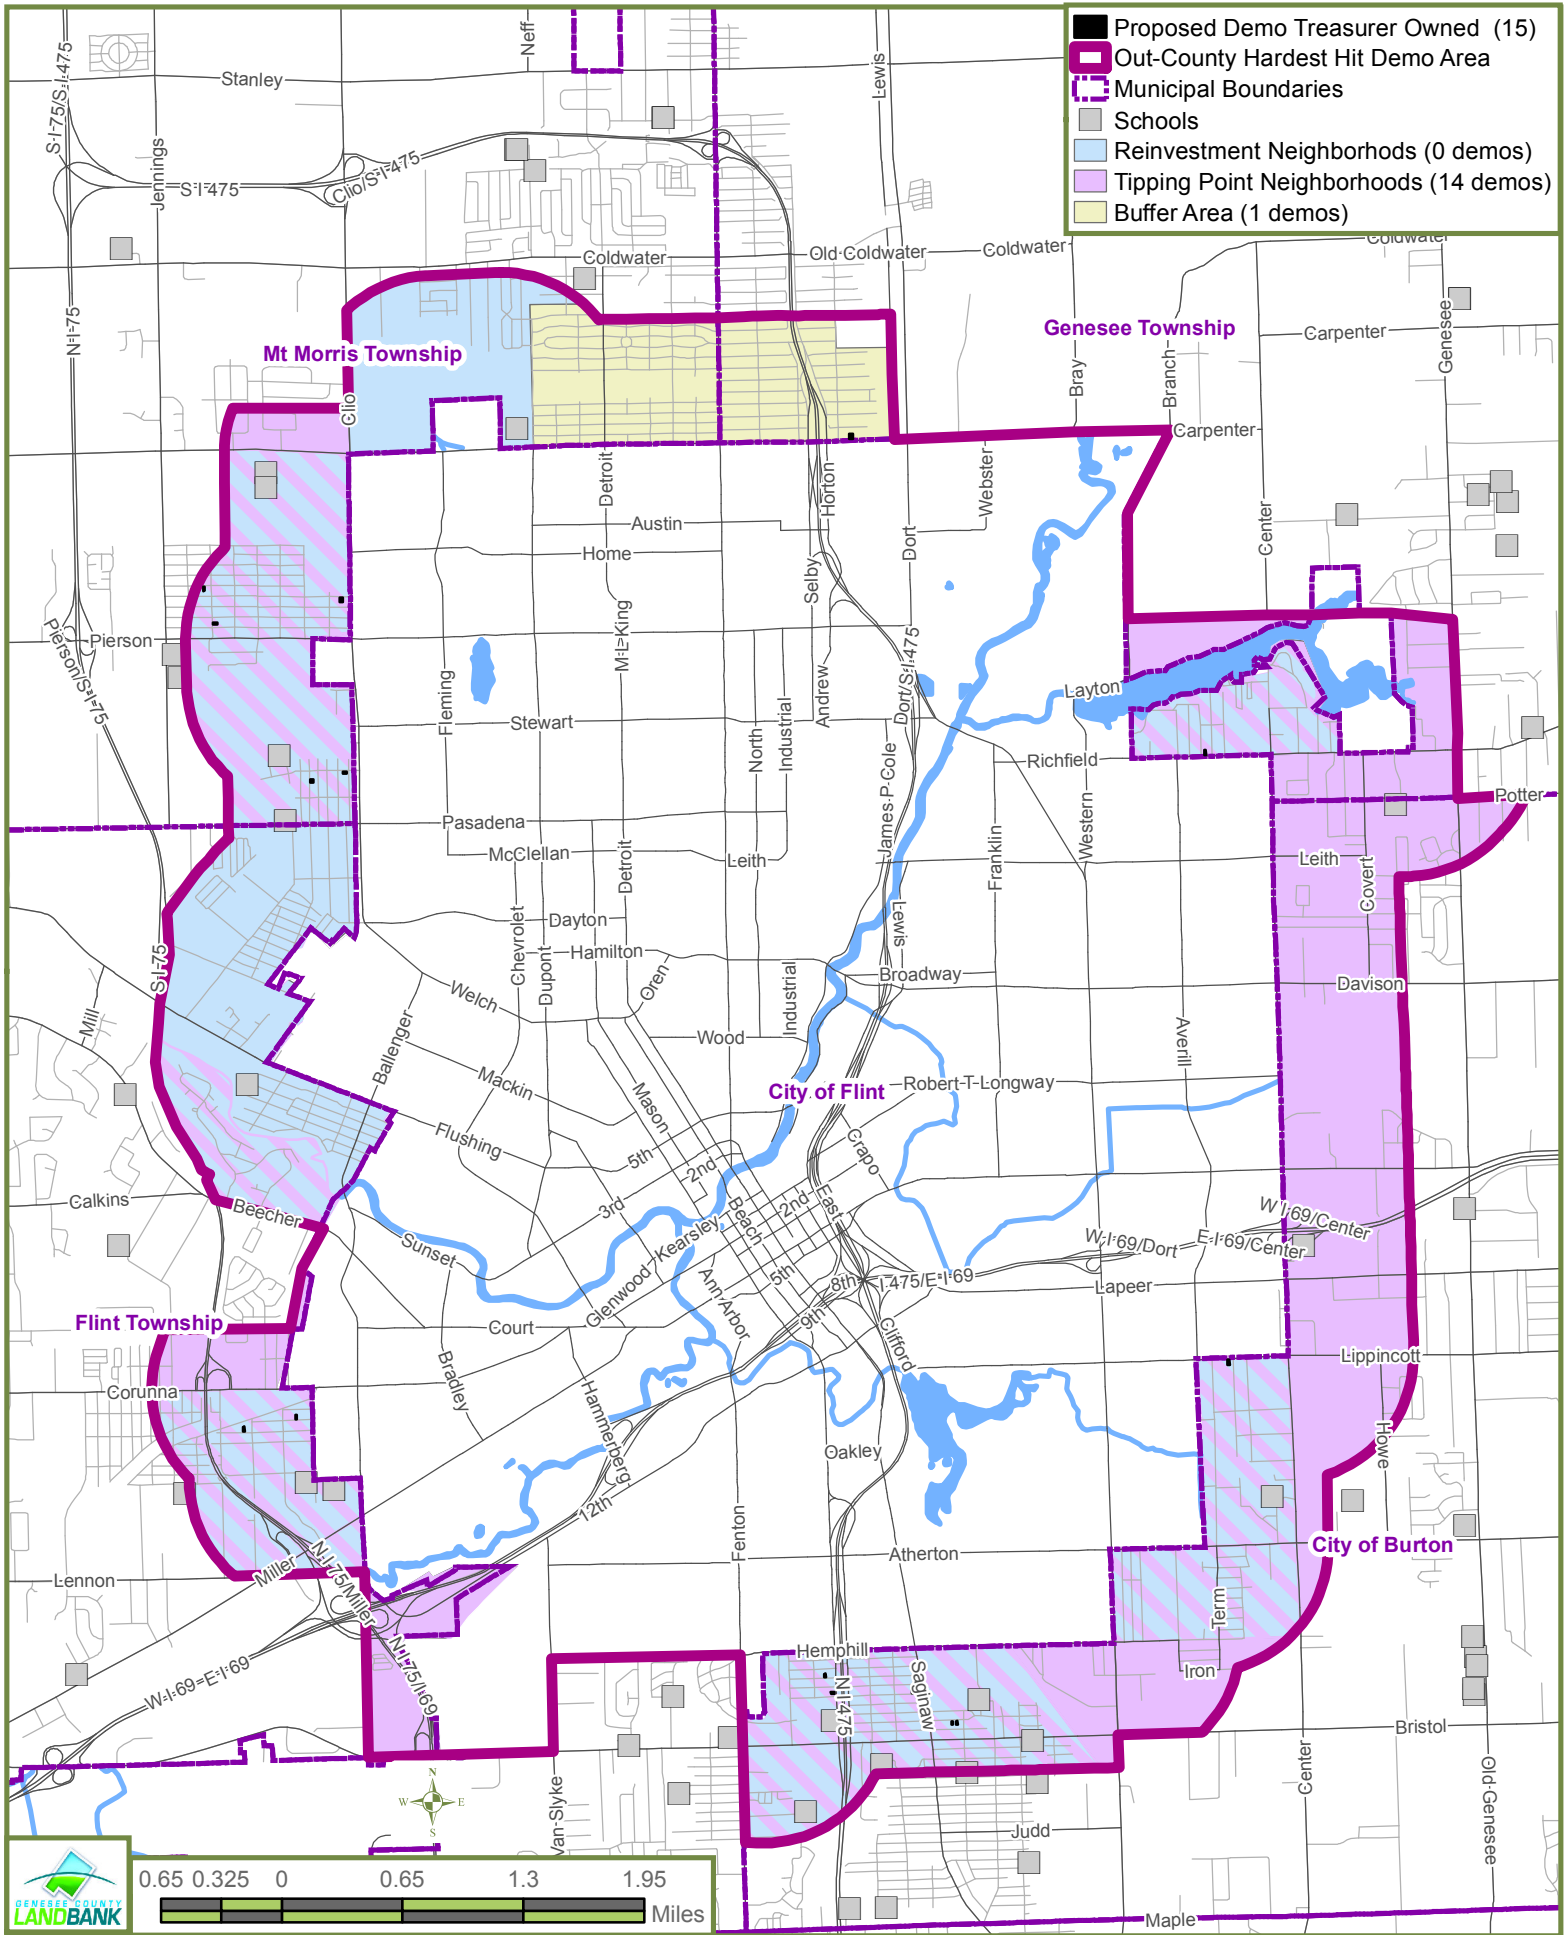 Proposed Demo Treasurer Owned (15)
Out-County Hardest Hit Demo Area
Municipal Boundaries
Schools
Reinvestment Neighborhods (0 demos)
Tipping Point Neighborhoods (14 demos)
Buffer Area (1 demos)
Neff
Lewis
S-I-75/S-I-475
Stanley
Jennings
S-I-475
Clio/S-I-475
Coldwater
Old Coldwater
Coldwater
Coldwater
N-I-75
Genesee Township
Carpenter
Genesee
Mt Morris Township
Bray
Branch
Clio
Carpenter
Detroit
Horton
Webster
Center
Austin
Home
Dort
Selby
Pierson
Pierson/S-I-75
M-L-King
Fleming
Andrew
Dort/S-I-475
Layton
Stewart
North
Industrial
James-P-Cole
Richfield
Western
Potter
Pasadena
McClellan
Detroit
Leith
Franklin
Leith
Covert
Chevrolet
Dayton
Lewis
Hamilton
Dupont
Oren
Industrial
Broadway
Davison
S-I-75
Mill
Welch
Wood
Averill
Ballenger
Mackin
Mason
City of Flint
Robert-T-Longway
Flushing
5th
Crapo
2nd
Calkins
Beecher
3rd
Beach
2nd
East
W-I-69/Center
Sunset
Kearsley
W-I-69/Dort
E-I-69/Center
Glenwood
Ann-Arbor
5th
8th
I-475/E-I-69
Lapeer
Flint Township
Court
9th
Clifford
Lippincott
Corunna
Bradley
Hammerberg
Howe
Oakley
12th
Fenton
Atherton
City of Burton
Lennon
Miller
N-I-75/Miller
Term
Hemphill
Iron
W-I-69-E-I-69
N-I-75/I-69
N-I-475
Saginaw
Bristol
Center
Old-Genesee
N
W
E
S
Van-Slyke
Judd
0.65 0.325 0 0.65 1.3 1.95
Miles
GENESEE COUNTY
LANDBANK
Maple